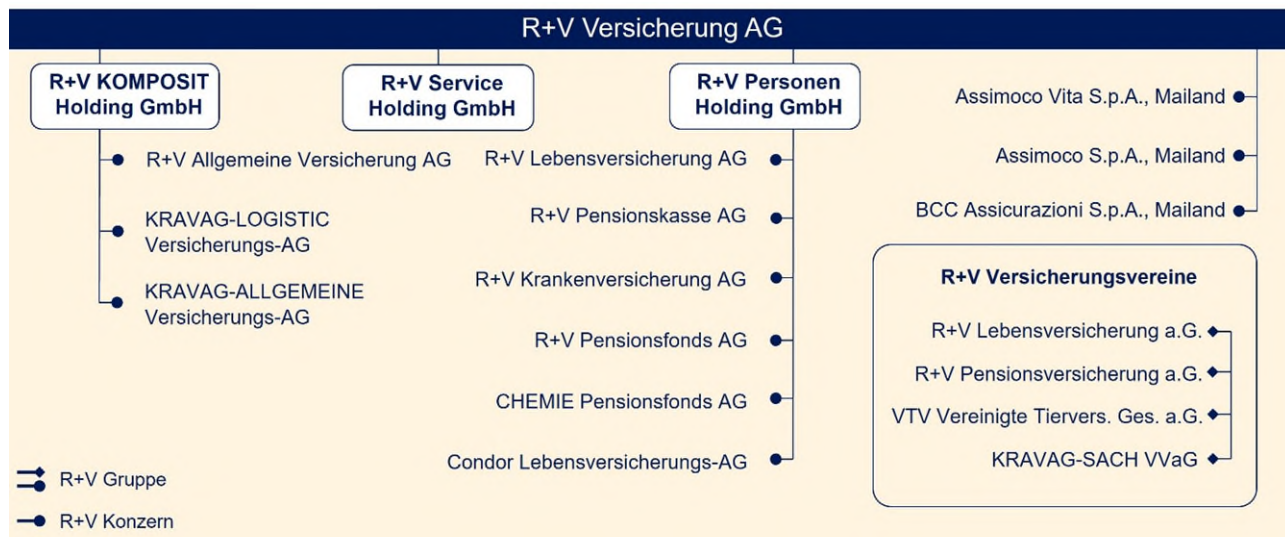 R+V Versicherung AG
R+V KOMPOSIT
Holding GmbH
R+V Allgemeine Versicherung AG
KRAVAG-LOGISTIC
Versicherungs-AG
KRAVAG-ALLGEMEINE
Versicherungs-AG
R+V Service
Holding GmbH
R+V Personen
Holding GmbH
R+V Lebensversicherung AG
R+V Pensionskasse AG
R+V Krankenversicherung AG
R+V Pensionsfonds AG
CHEMIE Pensionsfonds AG
Condor Lebensversicherungs-AG
Assimoco Vita S.p.A., Mailand
Assimoco S.p.A., Mailand
BCC Assicurazioni S.p.A., Mailand
R+V Versicherungsvereine
R+V Lebensversicherung a.G.
R+V Pensionsversicherung a.G.
VTV Vereinigte Tiervers. Ges. a.G.
KRAVAG-SACH VVaG
R+V Gruppe
R+V Konzern